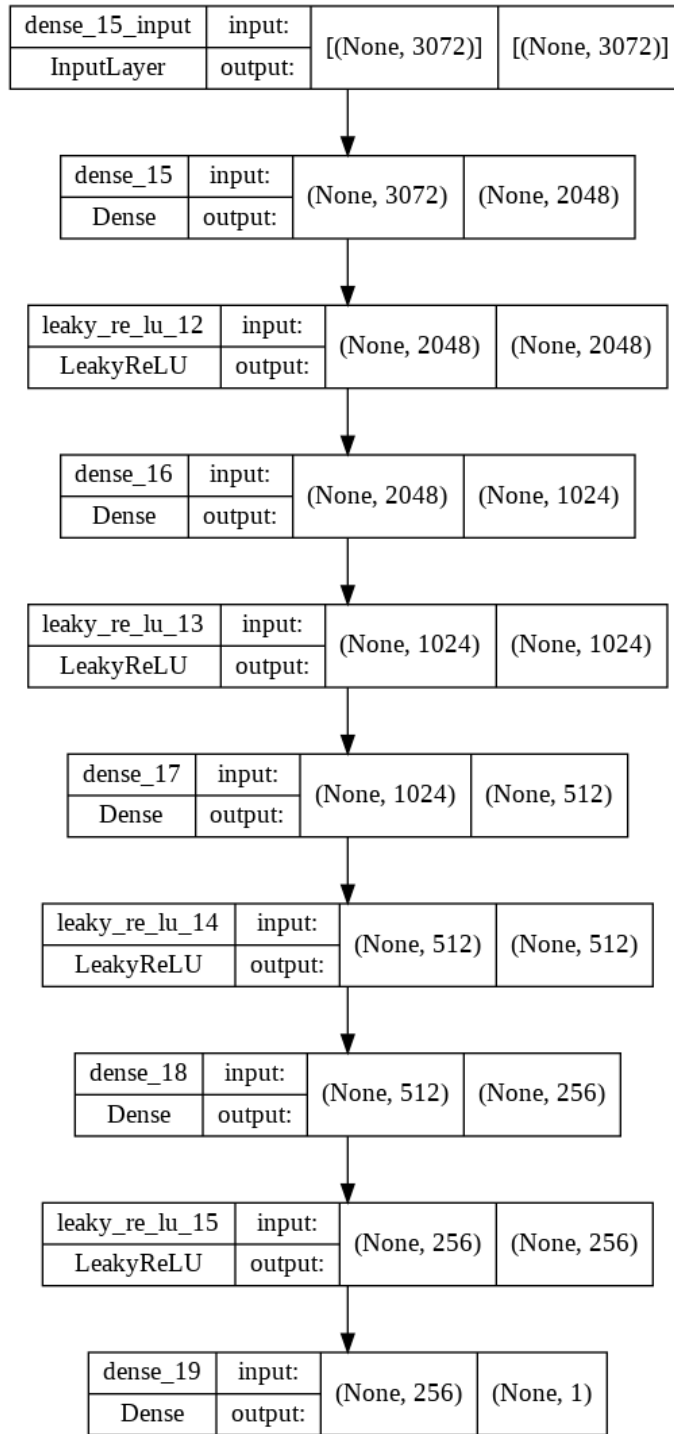 dense_15_input input: [(None, 3072)] [(None, 3072)]
InputLayer output:
dense_15 input: (None, 3072) (None, 2048)
Dense output:
leaky_re_lu_12 input: (None, 2048) (None, 2048)
LeakyReLU output:
dense_16 input: (None, 2048) (None, 1024)
Dense output:
leaky_re_lu_13 input: (None, 1024) (None, 1024)
LeakyReLU output:
dense_17 input: (None, 1024) (None, 512)
Dense output:
leaky_re_lu_14 input: (None, 512) (None, 512)
LeakyReLU output:
dense_18 input: (None, 512) (None, 256)
Dense output:
leaky_re_lu_15 input: (None, 256) (None, 256)
LeakyReLU output:
dense_19 input: (None, 256) (None, 1)
Dense output: